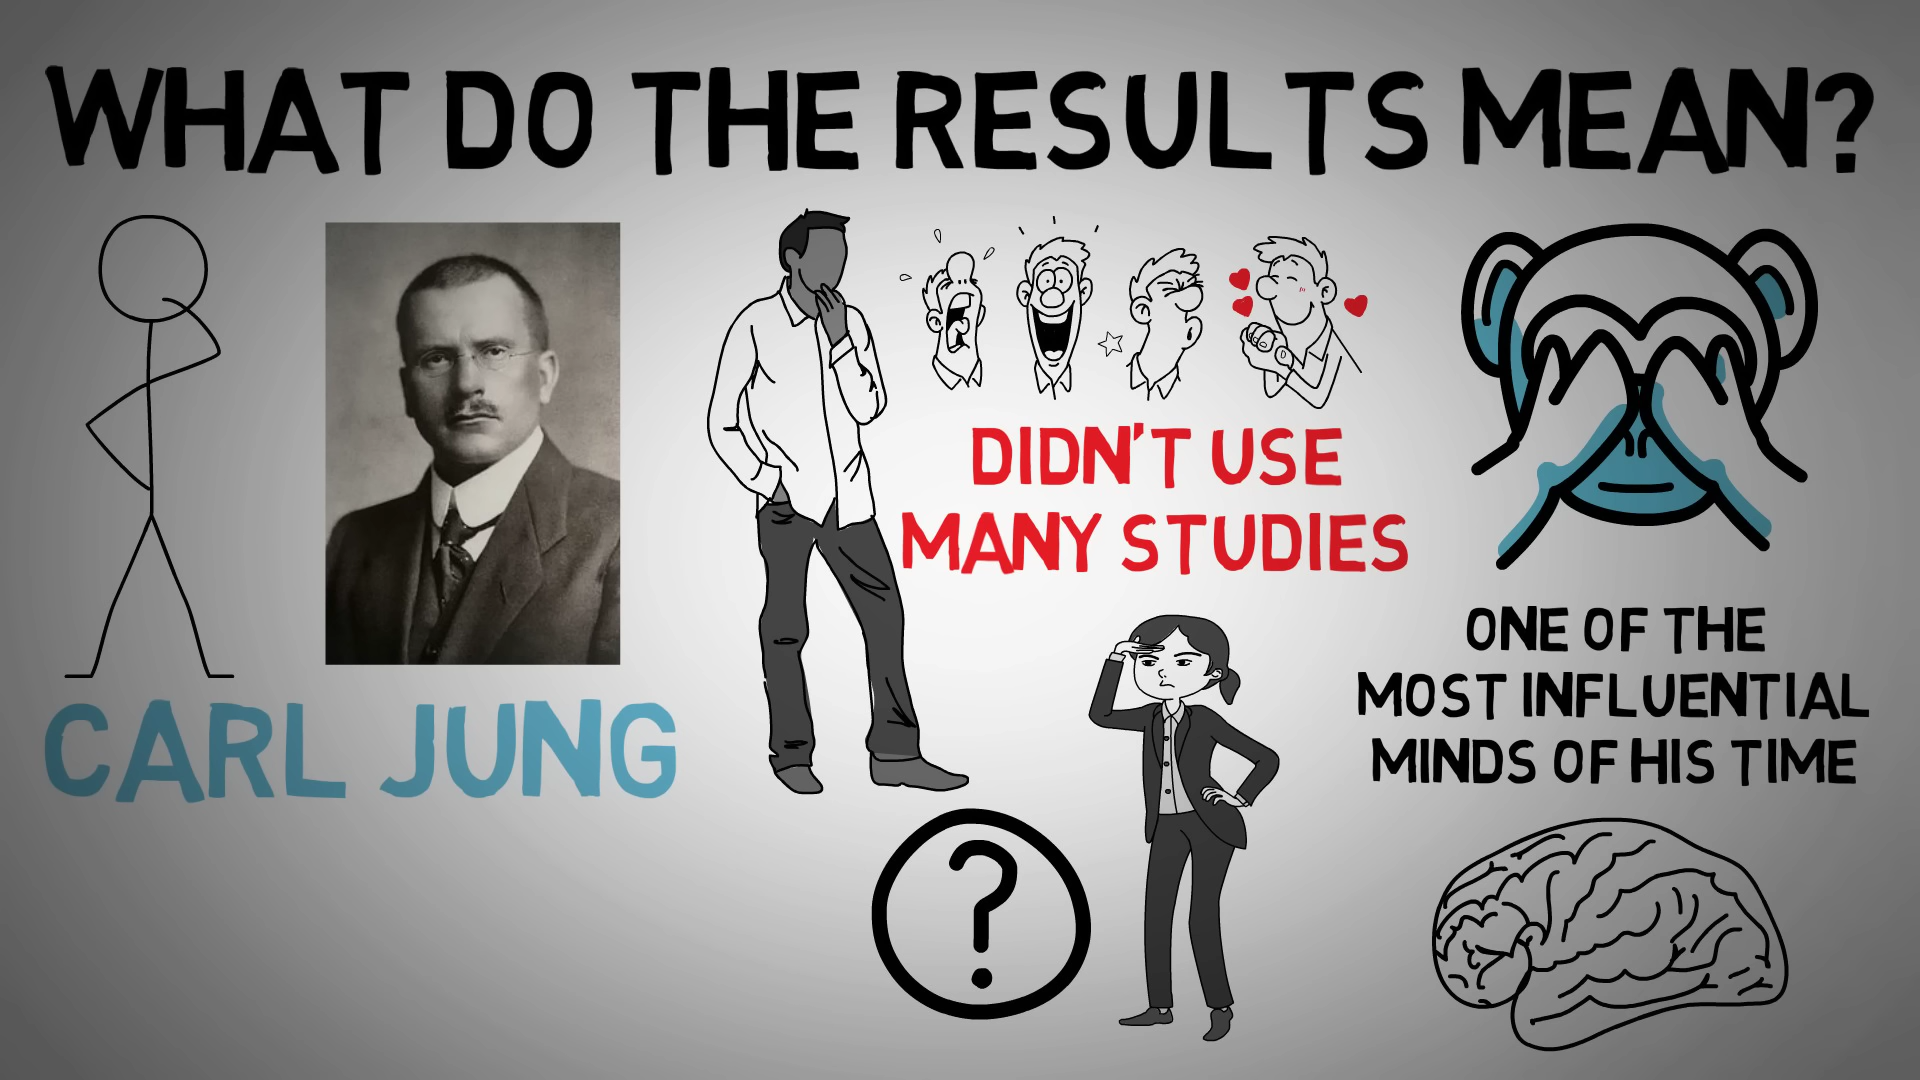 WHAT DO THE RESULTS MEAN?
CARL JUNG
DIDN'T USE
MANY STUDIES
ONE OF THE
MOST INFLUENTIAL
MINDS OF HIS TIME
?